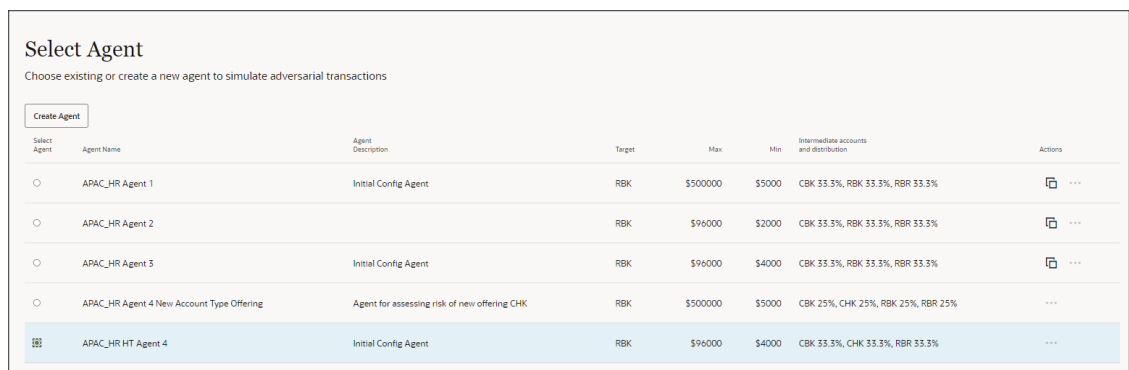 Select Agent
Choose existing or create a new agent to simulate adversarial transactions
Create Agent
Select Agent Agent Name Agent Description Target Max Min Intermediate accounts and distribution Actions
APAC_HR Agent 1 Initial Config Agent RBK $500000 $5000 CBK 33.3%, RBK 33.3%, RBR 33.3%
APAC_HR Agent 2 RBK $96000 $2000 CBK 33.3%, RBK 33.3%, RBR 33.3%
APAC_HR Agent 3 Initial Config Agent RBK $96000 $4000 CBK 33.3%, RBK 33.3%, RBR 33.3%
APAC_HR Agent 4 New Account Type Offering Agent for assessing risk of new offering CHK RBK $500000 $5000 CBK 25%, CHK 25%, RBK 25%, RBR 25%
APAC_HR HT Agent 4 Initial Config Agent RBK $96000 $4000 CBK 33.3%, CHK 33.3%, RBR 33.3%